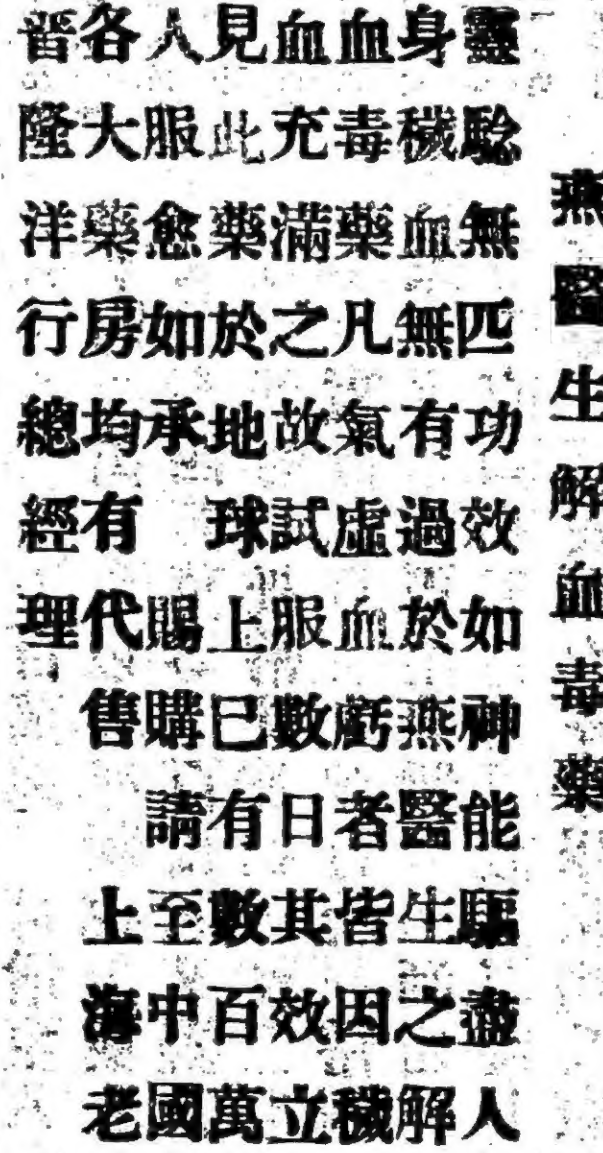 燕醫生解血毒藥
靈騐無匹功效如神能驅盡人
身穢血無有過於燕醫生之解
血毒藥凡氣虛血虧者皆因穢
血充滿之故試服數日其效立
見此藥於地球上已有數百萬
人服愈如承 賜購請至中國
各大藥房均有代售 上海老
晉隆洋行總經理